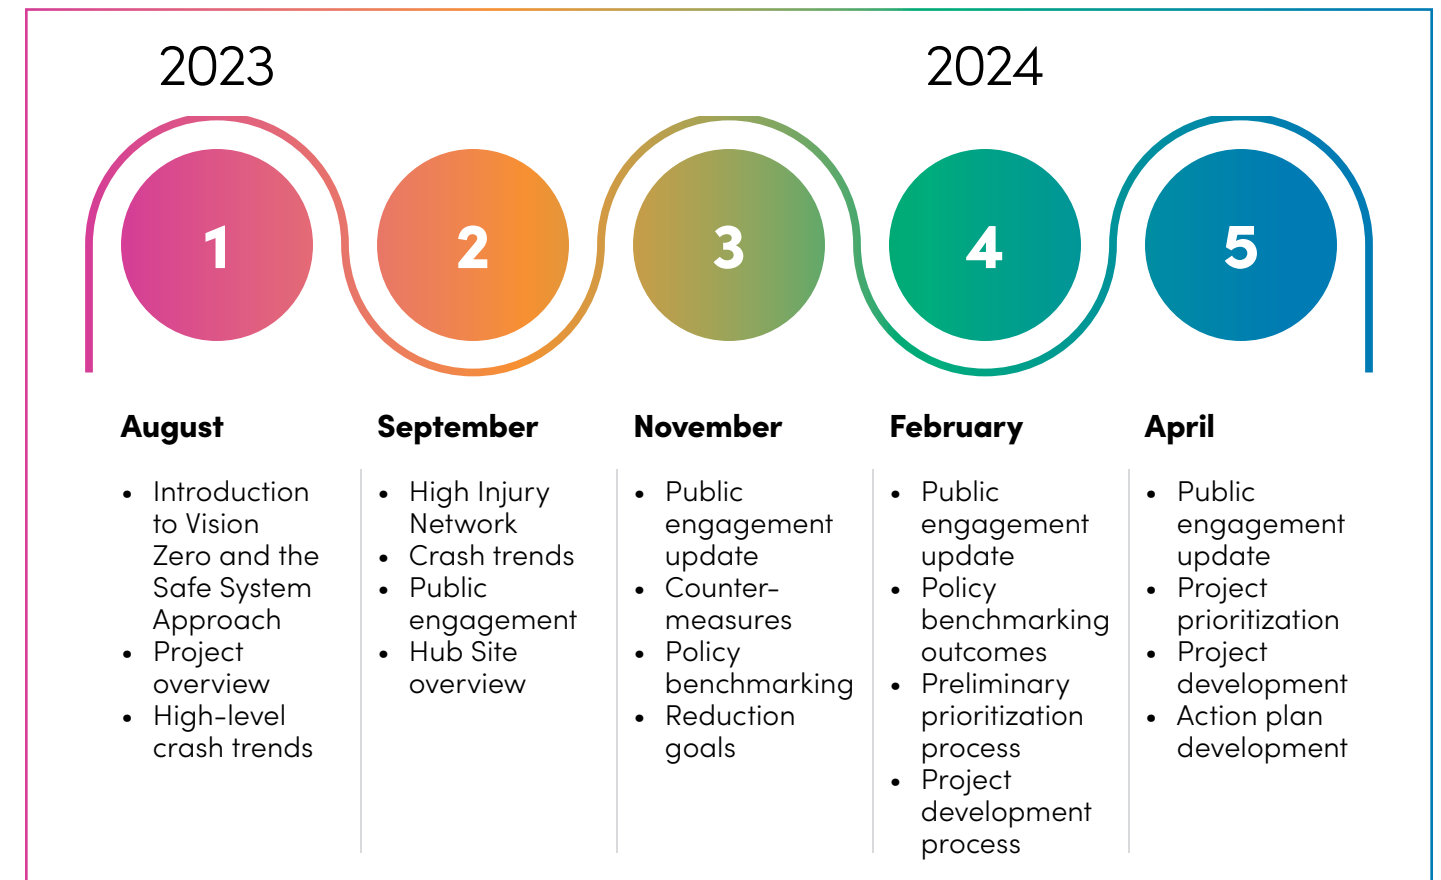 2023
2024
1
2
3
4
5
August
• Introduction
to Vision
Zero and the
Safe System
Approach
• Project
overview
• High-level
crash trends
September
• High Injury
Network
• Crash trends
• Public
engagement
• Hub Site
overview
November
• Public
engagement
update
• Counter-
measures
• Policy
benchmarking
• Reduction
goals
February
• Public
engagement
update
• Policy
benchmarking
outcomes
• Preliminary
prioritization
process
• Project
development
process
April
• Public
engagement
update
• Project
prioritization
• Project
development
• Action plan
development